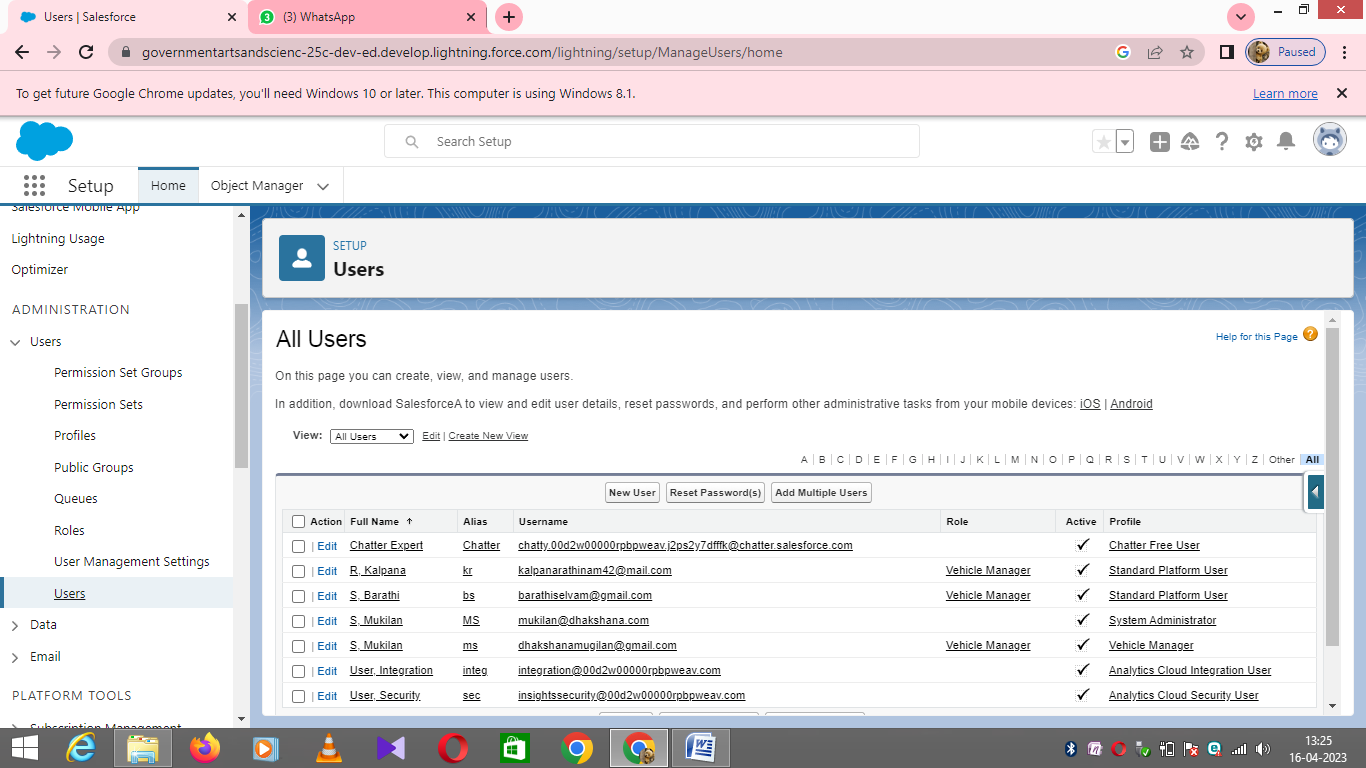 Users | Salesforce
(3) WhatsApp
governmentartsandscienc-25c-dev-ed.develop.lightning.force.com/lightning/setup/ManageUsers/home
Paused
To get future Google Chrome updates, you'll need Windows 10 or later. This computer is using Windows 8.1.
Learn more
Search Setup
Setup
Home
Object Manager
Salesforce Mobile App
Lightning Usage
Optimizer
ADMINISTRATION
Users
Permission Set Groups
Permission Sets
Profiles
Public Groups
Queues
Roles
User Management Settings
Users
Data
Email
PLATFORM TOOLS
Subscription Management
SETUP
Users
All Users
Help for this Page
On this page you can create, view, and manage users.
In addition, download SalesforceA to view and edit user details, reset passwords, and perform other administrative tasks from your mobile devices: iOS | Android
View: All Users Edit | Create New View
A | B | C | D | E | F | G | H | I | J | K | L | M | N | O | P | Q | R | S | T | U | V | W | X | Y | Z | Other All
New User Reset Password(s) Add Multiple Users
Action Full Name Alias Username Role Active Profile
| Edit Chatter Expert Chatter chatty.00d2w00000rpbpweav.j2ps2y7dfffk@chatter.salesforce.com Chatter Free User
| Edit R, Kalpana kr kalpanarathinam42@mail.com Vehicle Manager Standard Platform User
| Edit S, Barathi bs barathiselvam@gmail.com Vehicle Manager Standard Platform User
| Edit S, Mukilan MS mukilan@dhakshana.com System Administrator
| Edit S, Mukilan ms dhakshanamugilan@gmail.com Vehicle Manager Vehicle Manager
| Edit User, Integration integ integration@00d2w00000rpbpweav.com Analytics Cloud Integration User
| Edit User, Security sec insightssecurity@00d2w00000rpbpweav.com Analytics Cloud Security User
13:25
16-04-2023